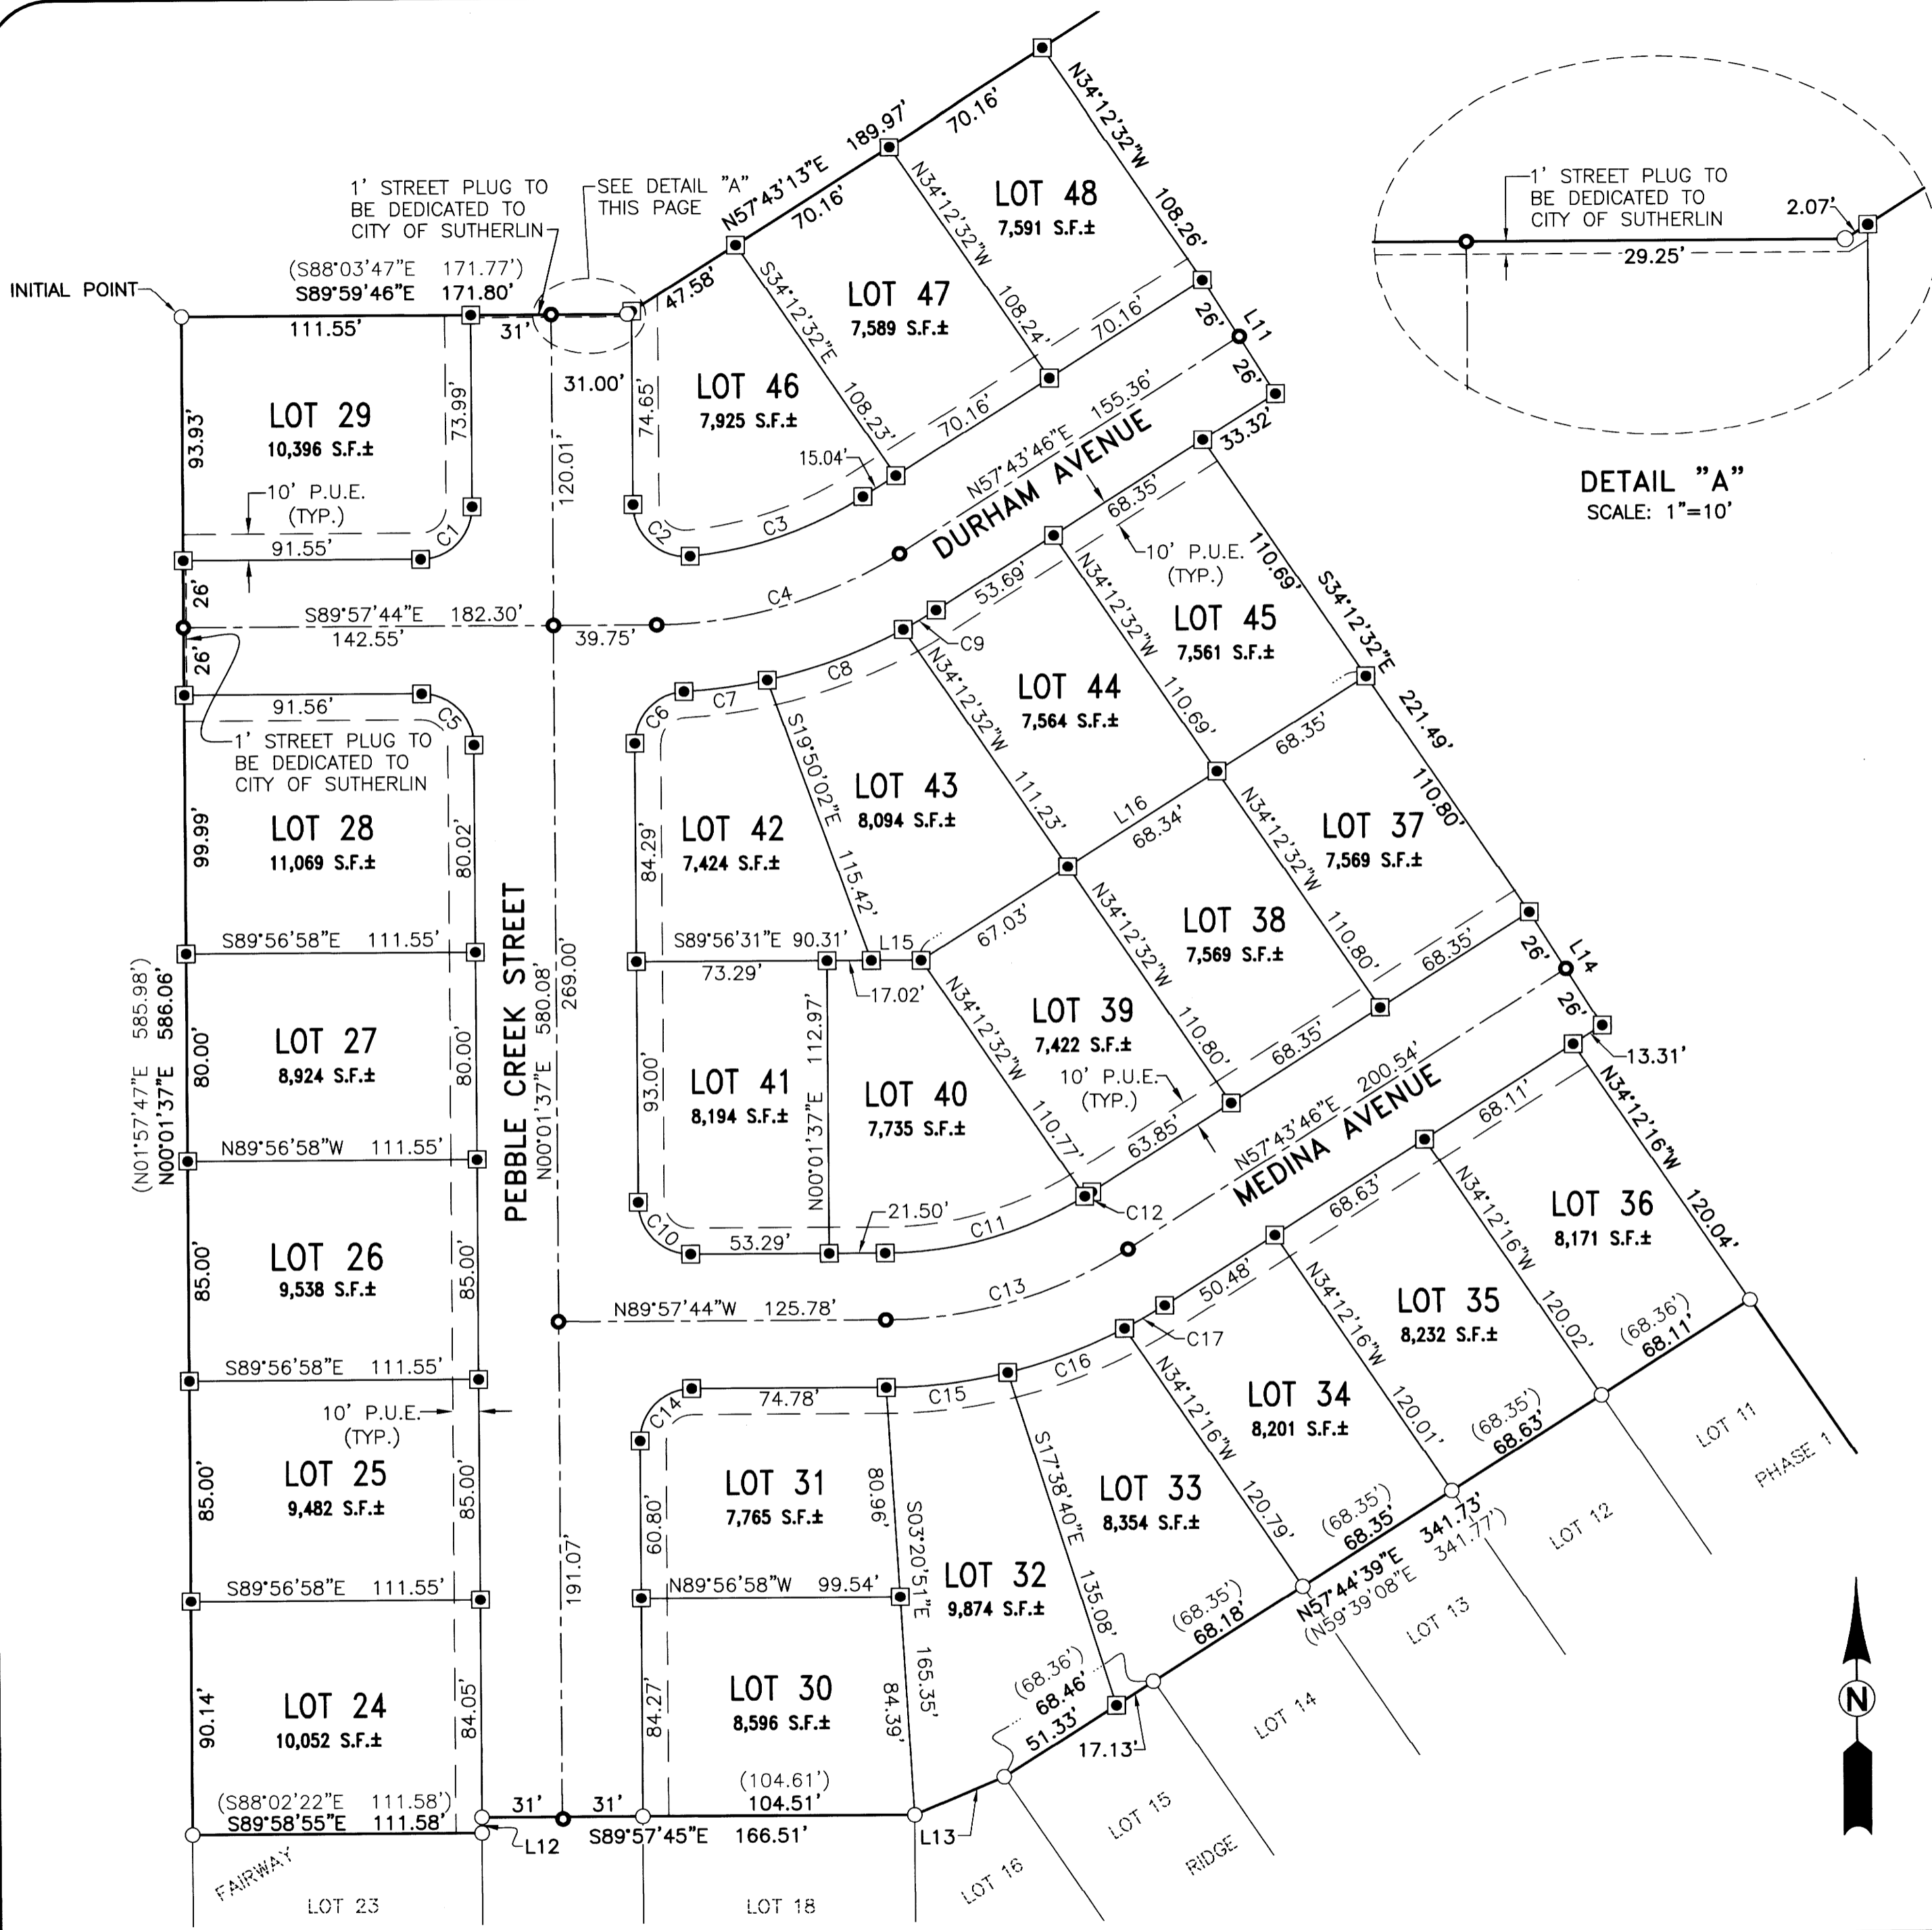 1' STREET PLUG TO
BE DEDICATED TO
CITY OF SUTHERLIN
SEE DETAIL "A"
THIS PAGE
INITIAL POINT
(S88°03'47"E 171.77')
S89°59'46"E 171.80'
111.55'
31'
31.00'
47.58'
N57°43'13"E 189.97'
70.16'
70.16'
N34°12'32"W 108.26'
LOT 48
7,591 S.F.±
N34°12'32"W
108.24'
LOT 47
7,589 S.F.±
S34°12'32"E
108.23'
LOT 46
7,925 S.F.±
74.65'
15.04'
70.16'
70.16'
26'
L11
26'
33.32'
1' STREET PLUG TO
BE DEDICATED TO
CITY OF SUTHERLIN
2.07'
29.25'
DETAIL "A"
SCALE: 1"=10'
LOT 29
10,396 S.F.±
93.93'
73.99'
10' P.U.E.
(TYP.)
91.55'
C1
120.01'
C2
C3
C4
N57°43'46"E 155.36'
DURHAM AVENUE
26'
26'
S89°57'44"E 182.30'
142.55'
39.75'
91.56'
C5
1' STREET PLUG TO
BE DEDICATED TO
CITY OF SUTHERLIN
LOT 28
11,069 S.F.±
99.99'
80.02'
S89°56'58"E 111.55'
(N01°57'47"E 585.98')
N00°01'37"E 586.06'
LOT 27
8,924 S.F.±
80.00'
80.00'
N89°56'58"W 111.55'
LOT 26
9,538 S.F.±
85.00'
85.00'
S89°56'58"E 111.55'
10' P.U.E.
(TYP.)
LOT 25
9,482 S.F.±
85.00'
85.00'
S89°56'58"E 111.55'
LOT 24
10,052 S.F.±
90.14'
84.05'
(S88°02'22"E 111.58')
S89°58'55"E 111.58'
L12
FAIRWAY
LOT 23
PEBBLE CREEK STREET
N00°01'37"E 580.08'
269.00'
191.07'
C6
C7
C8
C9
53.69'
68.35'
10' P.U.E.
(TYP.)
LOT 45
7,561 S.F.±
110.69'
S34°12'32"E 221.49'
N34°12'32"W
110.69'
LOT 44
7,564 S.F.±
N34°12'32"W
111.23'
LOT 43
8,094 S.F.±
S19°50'02"E
115.42'
LOT 42
7,424 S.F.±
84.29'
68.35'
L16
68.34'
67.03'
S89°56'31"E 90.31'
L15
73.29'
17.02'
LOT 37
7,569 S.F.±
110.80'
N34°12'32"W
110.80'
LOT 38
7,569 S.F.±
N34°12'32"W
110.80'
LOT 39
7,422 S.F.±
10' P.U.E.
(TYP.)
N34°12'32"W
110.77'
LOT 40
7,735 S.F.±
N00°01'37"E 112.97'
LOT 41
8,194 S.F.±
93.00'
C10
53.29'
21.50'
C11
C12
63.85'
68.35'
68.35'
26'
L14
26'
13.31'
N57°43'46"E 200.54'
MEDINA AVENUE
C13
N89°57'44"W 125.78'
C14
74.78'
C15
C16
C17
50.48'
68.63'
68.11'
N34°12'16"W
120.04'
LOT 36
8,171 S.F.±
N34°12'16"W
120.02'
LOT 35
8,232 S.F.±
N34°12'16"W
120.01'
LOT 34
8,201 S.F.±
N34°12'16"W
120.79'
LOT 33
8,354 S.F.±
S17°38'40"E
135.08'
LOT 32
9,874 S.F.±
S03°20'51"E 165.35'
80.96'
84.39'
LOT 31
7,765 S.F.±
60.80'
N89°56'58"W 99.54'
LOT 30
8,596 S.F.±
84.27'
(104.61')
104.51'
31'
31'
S89°57'45"E 166.51'
L13
(68.36')
68.46'
51.33'
17.13'
(68.35')
68.18'
(68.35')
68.35'
(68.35')
68.63'
(68.36')
68.11'
N57°44'39"E 341.73'
(N59°39'08"E 341.77')
LOT 11
PHASE 1
LOT 12
LOT 13
LOT 14
LOT 15
RIDGE
LOT 16
LOT 18
N